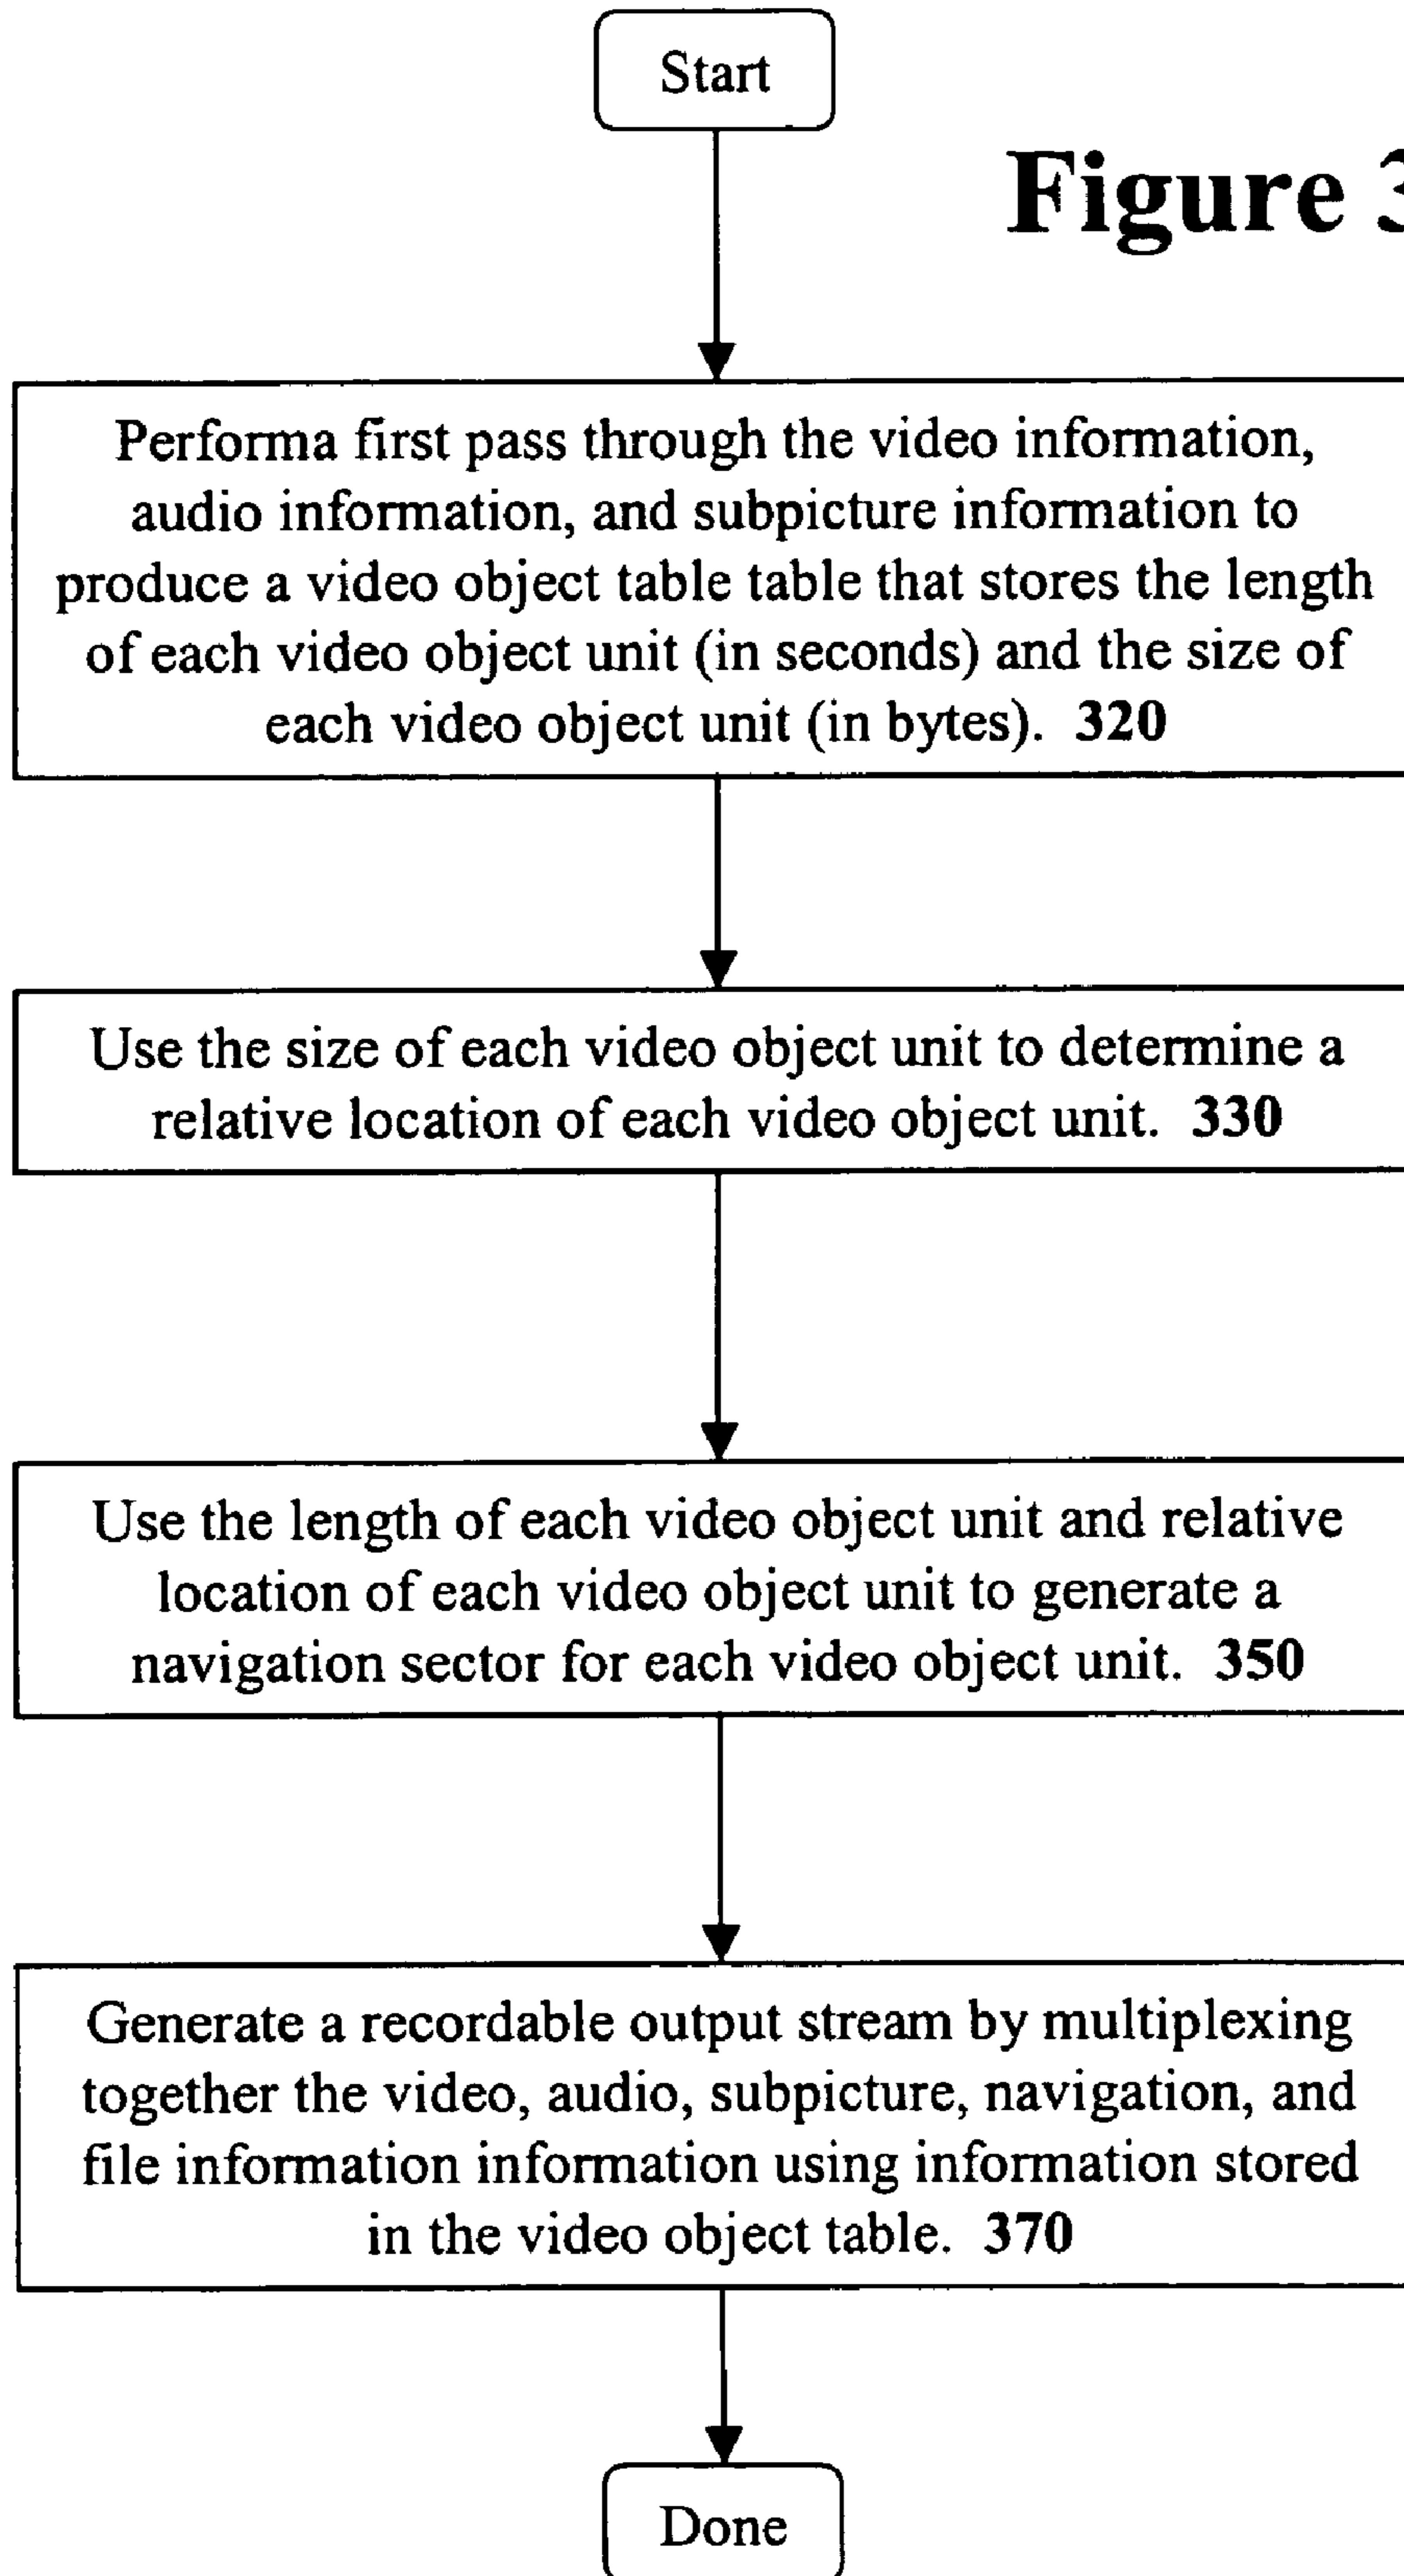 Start
Figure 3
Performa first pass through the video information,
audio information, and subpicture information to
produce a video object table table that stores the length
of each video object unit (in seconds) and the size of
each video object unit (in bytes). 320
Use the size of each video object unit to determine a
relative location of each video object unit. 330
Use the length of each video object unit and relative
location of each video object unit to generate a
navigation sector for each video object unit. 350
Generate a recordable output stream by multiplexing
together the video, audio, subpicture, navigation, and
file information information using information stored
in the video object table. 370
Done